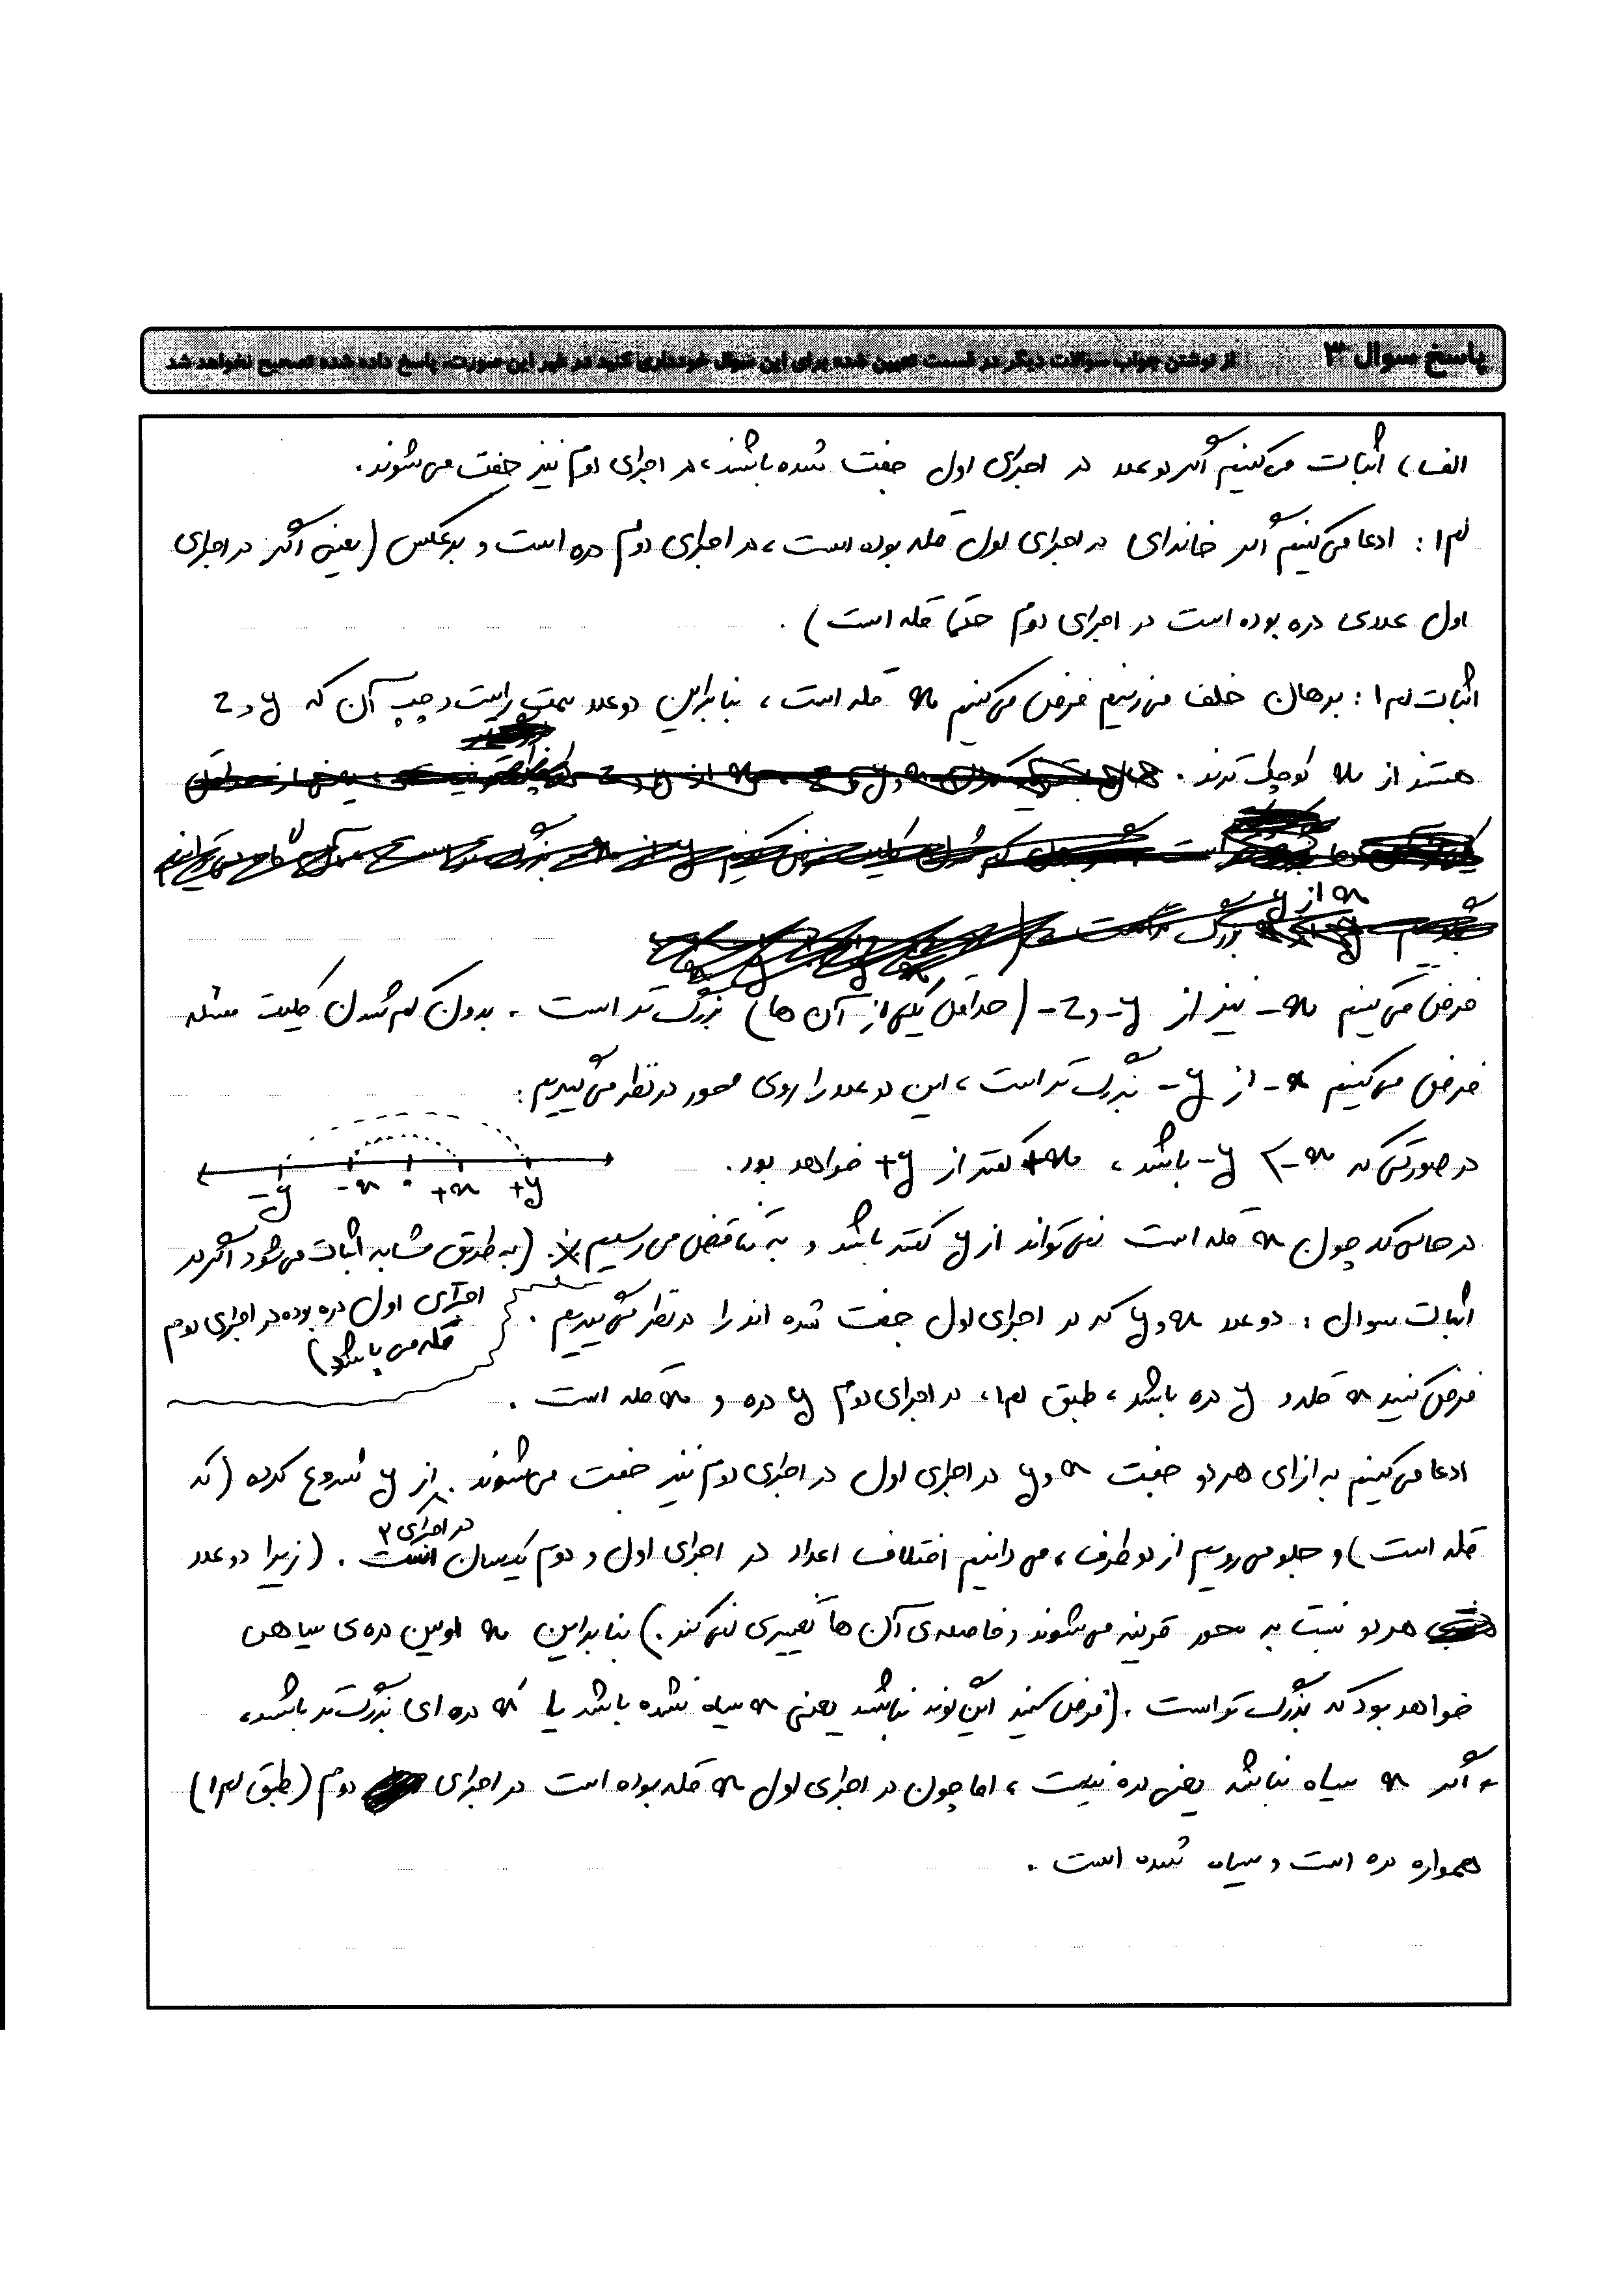 پاسخ سوال ۳
از نوشتن جواب سوالات دیگر در قسمت تعیین شده برای این سوال خودداری کنید در غیر این صورت، پاسخ داده شده تصحیح نخواهد شد
الف) اثبات می‌کنیم اگر دو عدد در اجرای اول جفت شده باشند، در اجرای دوم نیز جفت می‌شوند.
لم۱: ادعا می‌کنیم اگر خانه‌ای در اجرای اول قله بوده است، در اجرای دوم دره است و برعکس (یعنی اگر در اجرای
اول عددی دره بوده است در اجرای دوم حتما قله است).
اثبات لم۱: برهان خلف می‌زنیم فرض می‌کنیم x قله است، بنابراین دو عدد سمت راست و چپ آن که y و z
هستند از x کوچک‌ترند.
x از y
فرض می‌کنیم x- نیز از y- و z- (حداقل یکی از آن ها) بزرگ تر است. بدون کم شدن کلیت مسئله
فرض می‌کنیم x- از y- بزرگ‌تر است، این دو عدد را روی محور در نظر می‌گیریم:
در صورتی که x- > y- باشد، x+ کمتر از y+ خواهد بود.
-y -x 0 +x +y
در حالی‌که چون x قله است نمی‌تواند از y کمتر باشد و به تناقض می‌رسیم※. (به طریق مشابه اثبات می‌شود اگر در
اجرای اول دره بوده در اجرای دوم
قله می باشد)
اثبات سوال: دو عدد x و y که در اجرای اول جفت شده اند را در نظر می‌گیریم.
فرض کنید x قله و y دره باشد، طبق لم۱، در اجرای دوم y دره و x قله است.
ادعا می‌کنیم به ازای هر دو جفت x و y در اجرای اول در اجرای دوم نیز جفت می‌شوند. از y شروع کرده (که
در اجرای ۲
قله است) و جلو می‌رویم از دو طرف، می دانیم اختلاف اعداد در اجرای اول و دوم یکسان است. (زیرا دو عدد
هر دو نسبت به محور قرینه می‌شوند و فاصله‌ی آن ها تغییری نمی‌کند.) بنابراین x اولین دره‌ی سیاهی
خواهد بود که بزرگ تر است. (فرض کنید این‌گونه نباشد یعنی x سیاه نشده باشد یا x دره ای بزرگ‌تر باشد،
اگر x سیاه نباشد یعنی دره نیست، اما چون در اجرای اول x قله بوده است در اجرای دوم (طبق لم۱)
همواره دره است و سیاه شده است.